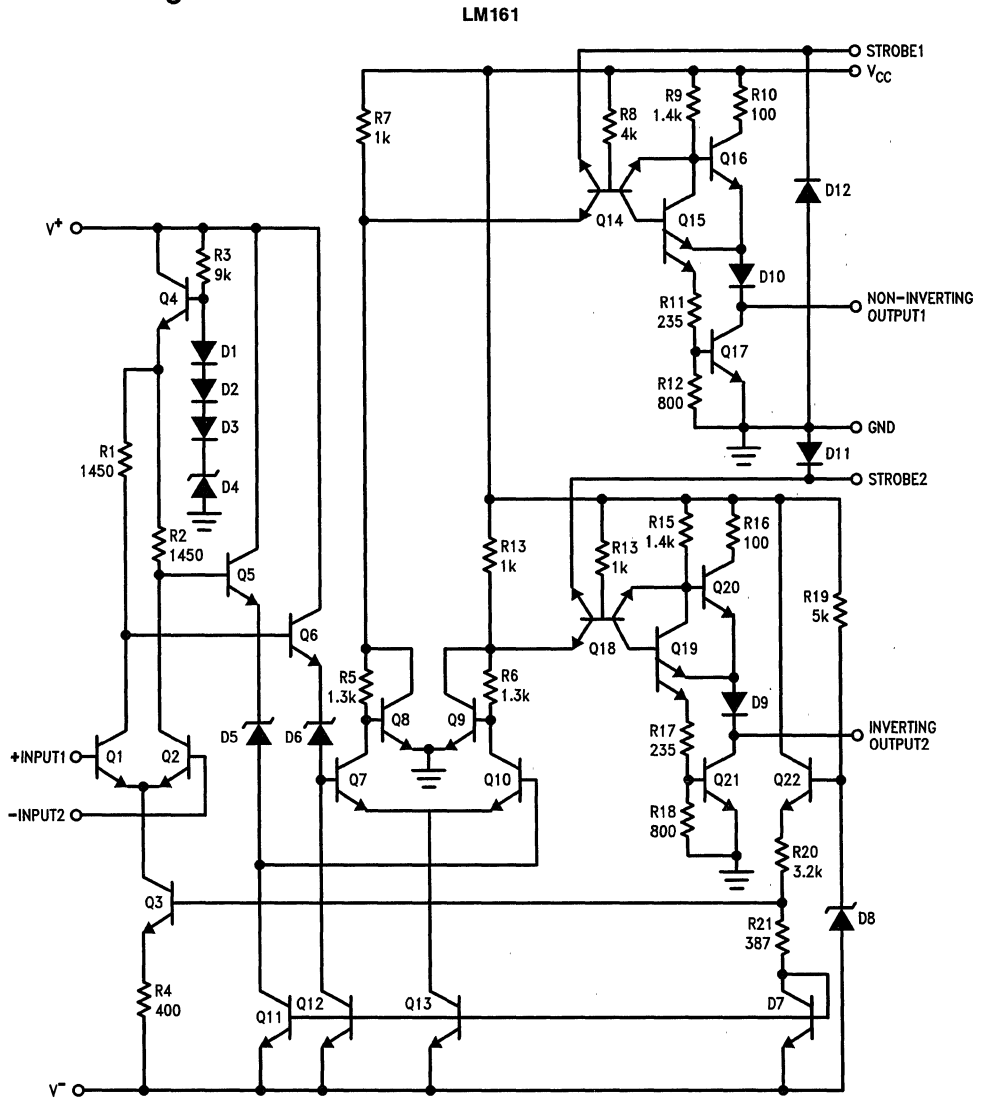 LM161
STROBE1
VCC
R7
1k
R8
4k
R9
1.4k
R10
100
Q16
D12
Q14
Q15
V+
R3
9k
Q4
D10
R11
235
NON-INVERTING
OUTPUT1
Q17
D1
D2
D3
R12
800
GND
D11
R1
1450
D4
STROBE2
R2
1450
R13
1k
R13
1k
R15
1.4k
R16
100
Q5
Q20
R19
5k
Q6
Q18
Q19
R5
1.3k
R6
1.3k
Q8
Q9
D9
D5
D6
R17
235
INVERTING
OUTPUT2
+INPUT1
Q1
Q2
Q7
Q10
Q21
Q22
-INPUT2
R18
800
R20
3.2k
Q3
R21
387
D8
R4
400
Q11
Q12
Q13
D7
V-